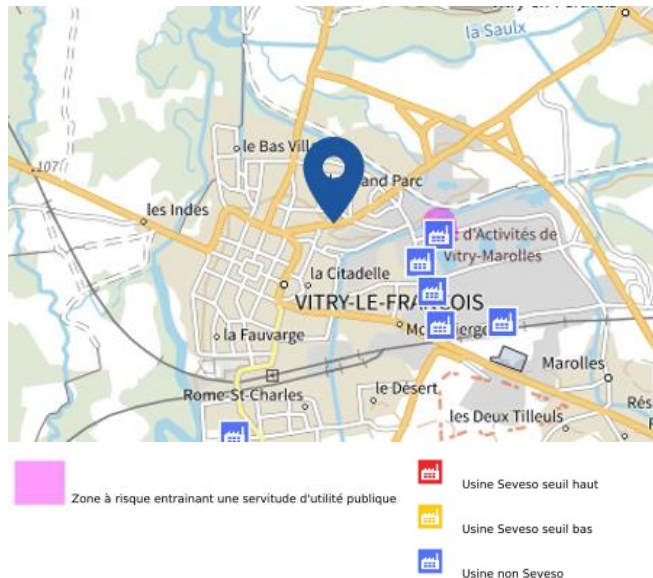 la Saulx
le Bas Vill
and Parc
107
les Indes
d'Activités de
Vitry-Marolles
la Citadelle
VITRY-LE-FRANÇOIS
la Fauvarge
Marolles
Rome-St-Charles
le Désert
les Deux Tilleuls
Rés
Zone à risque entrainant une servitude d'utilité publique
Usine Seveso seuil haut
Usine Seveso seuil bas
Usine non Seveso